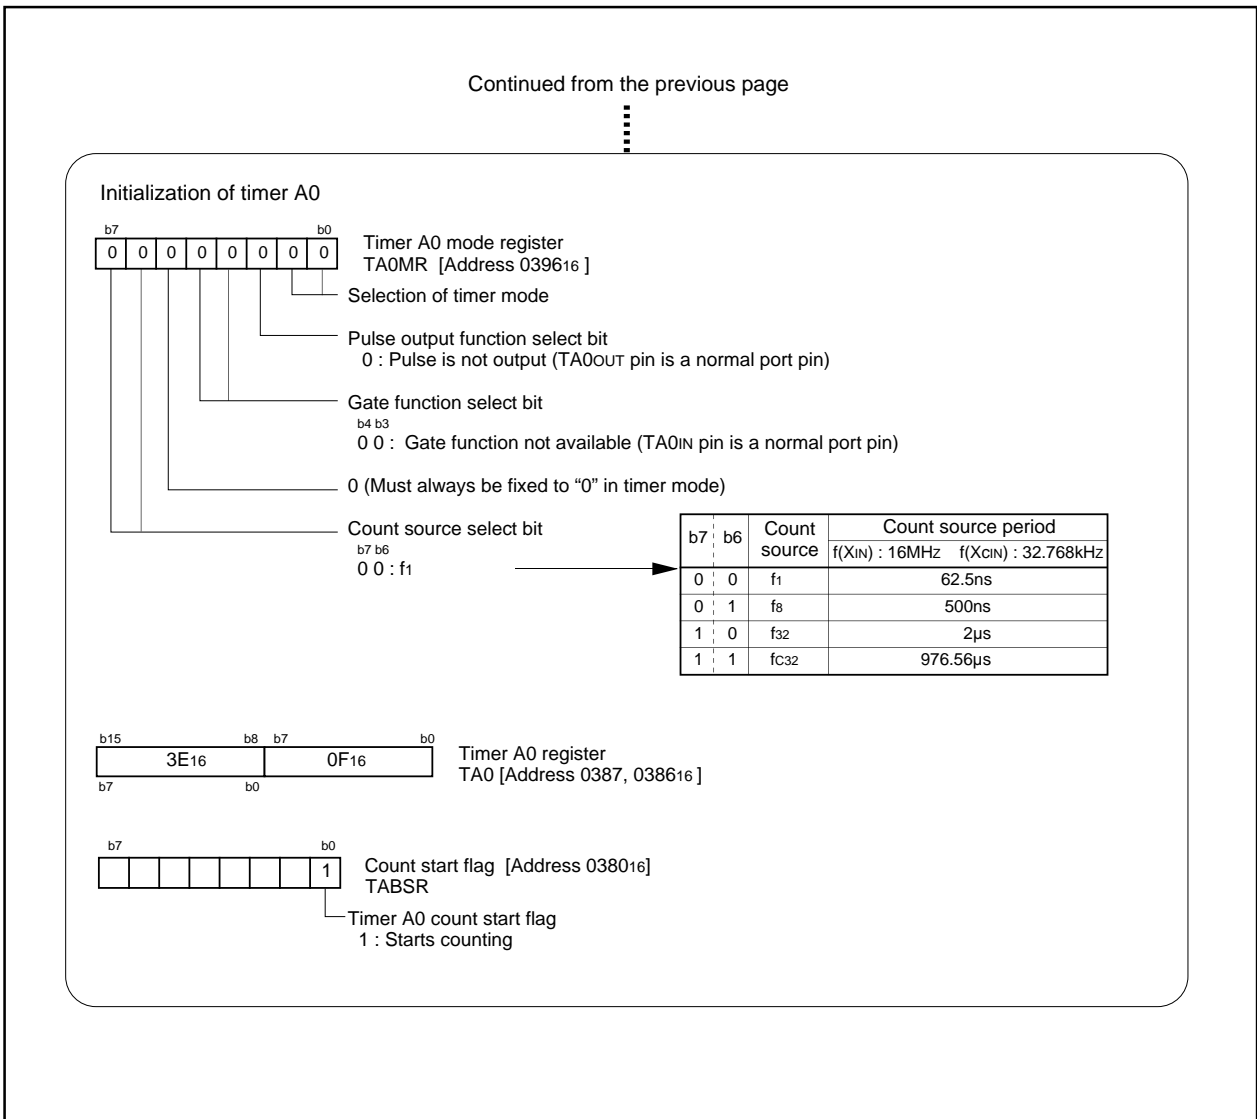 Continued from the previous page
Initialization of timer A0
b7 b0
0 0 0 0 0 0 0 0
Timer A0 mode register
TA0MR [Address 039616 ]
Selection of timer mode
Pulse output function select bit
0 : Pulse is not output (TA0OUT pin is a normal port pin)
Gate function select bit
b4 b3
0 0 : Gate function not available (TA0IN pin is a normal port pin)
0 (Must always be fixed to “0” in timer mode)
Count source select bit
b7 b6
0 0 : f1
b7 b6 Count source Count source period
f(XIN) : 16MHZ f(XCIN) : 32.768kHZ
0 0 f1 62.5ns
0 1 f8 500ns
1 0 f32 2µs
1 1 fC32 976.56µs
b15 b8 b7 b0
3E16 0F16
b7 b0
Timer A0 register
TA0 [Address 0387, 038616 ]
b7 b0
1
Count start flag [Address 038016]
TABSR
Timer A0 count start flag
1 : Starts counting